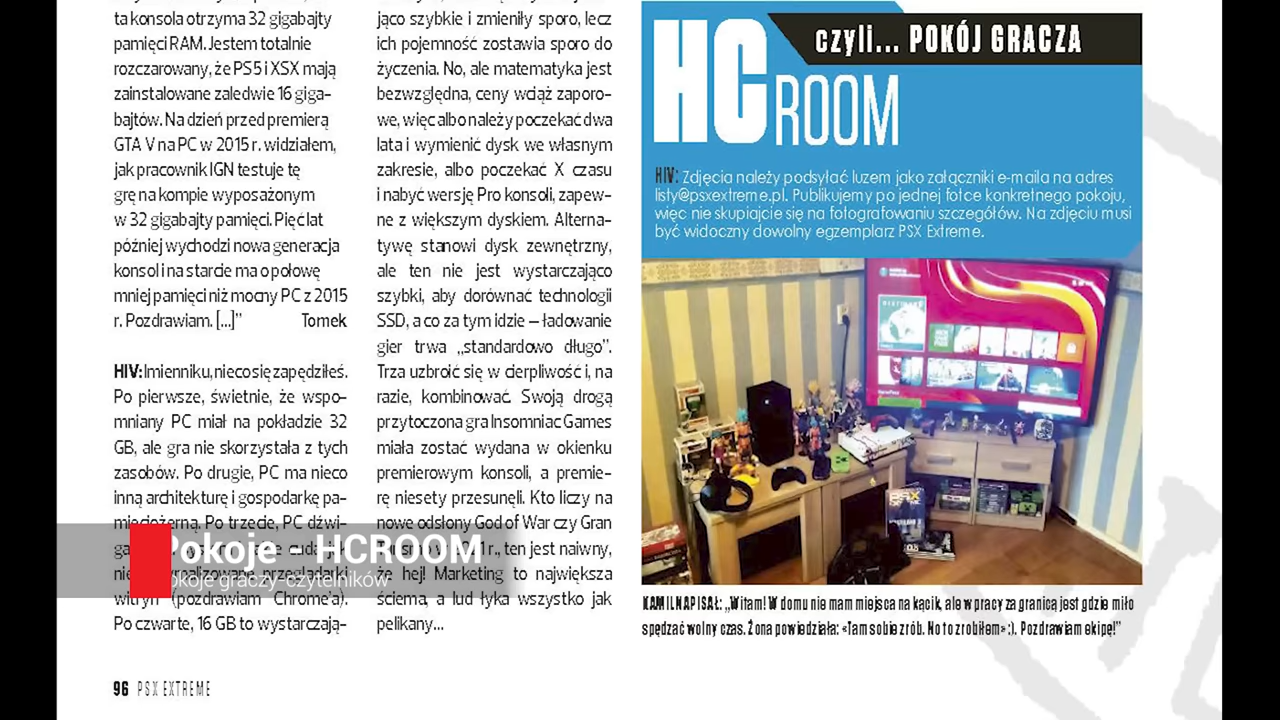 ta konsola otrzyma 32 gigabajty
pamięci RAM. Jestem totalnie
rozczarowany, że PS5 i XSX mają
zainstalowane zaledwie 16 giga-
bajtów. Na dzień przed premierą
GTA V na PC w 2015 r. widziałem,
jak pracownik IGN testuje tę
grę na kompie wyposażonym
w 32 gigabajty pamięci. Pięć lat
później wychodzi nowa generacja
konsol i na starcie ma o połowę
mniej pamięci niż mocny PC z 2015
r. Pozdrawiam. [...]” Tomek
HIV: Imienniku, nieco się zapędziłeś.
Po pierwsze, świetnie, że wspo-
mniany PC miał na pokładzie 32
GB, ale gra nie skorzystała z tych
zasobów. Po drugie, PC ma nieco
inną architekturę i gospodarkę pa-
mięciożerną. Po trzecie, PC dźwi-
witryn (pozdrawiam Chrome’a).
Po czwarte, 16 GB to wystarczają-
jąco szybkie i zmieniły sporo, lecz
ich pojemność zostawia sporo do
życzenia. No, ale matematyka jest
bezwzględna, ceny wciąż zaporo-
we, więc albo należy poczekać dwa
lata i wymienić dysk we własnym
zakresie, albo poczekać X czasu
i nabyć wersję Pro konsoli, zapew-
ne z większym dyskiem. Alterna-
tywę stanowi dysk zewnętrzny,
ale ten nie jest wystarczająco
szybki, aby dorównać technologii
SSD, a co za tym idzie – ładowanie
gier trwa „standardowo długo”.
Trza uzbroić się w cierpliwość i, na
razie, kombinować. Swoją drogą
przytoczona gra Insomniac Games
miała zostać wydana w okienku
premierowym konsoli, a premie-
rę niesety przesunęli. Kto liczy na
nowe odsłony God of War czy Gran
Turismo w 2021 r., ten jest naiwny,
że hej! Marketing to największa
ściema, a lud łyka wszystko jak
pelikany...
HC ROOM
czyli... POKÓJ GRACZA
HIV: Zdjęcia należy podsyłać luzem jako załączniki e-maila na adres
listy@psxextreme.pl. Publikujemy po jednej fotce konkretnego pokoju,
więc nie skupiajcie się na fotografowaniu szczegółów. Na zdjęciu musi
być widoczny dowolny egzemplarz PSX Extreme.
PSX
KAMIL NAPISAŁ: „Witam! W domu nie mam miejsca na kącik, ale w pracy za granicą jest gdzie miło
spędzać wolny czas. Żona powiedziała: «Tam sobie zrób. No to zrobiłem» :). Pozdrawiam ekipę!”
Pokoje - HCROOM
pokoje graczy-czytelników
96 PSX EXTREME